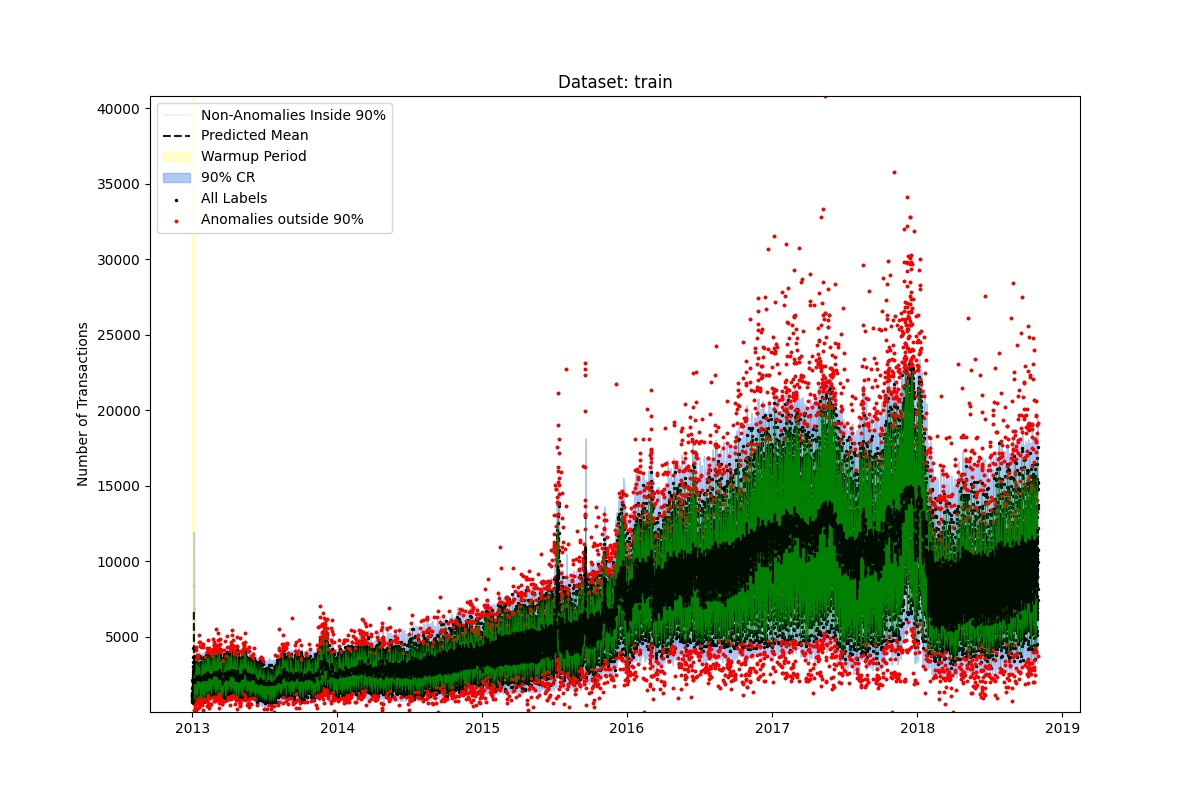 Dataset: train
40000
35000
30000
25000
20000
15000
10000
5000
Number of Transactions
Non-Anomalies Inside 90%
Predicted Mean
Warmup Period
90% CR
All Labels
Anomalies outside 90%
2013
2014
2015
2016
2017
2018
2019